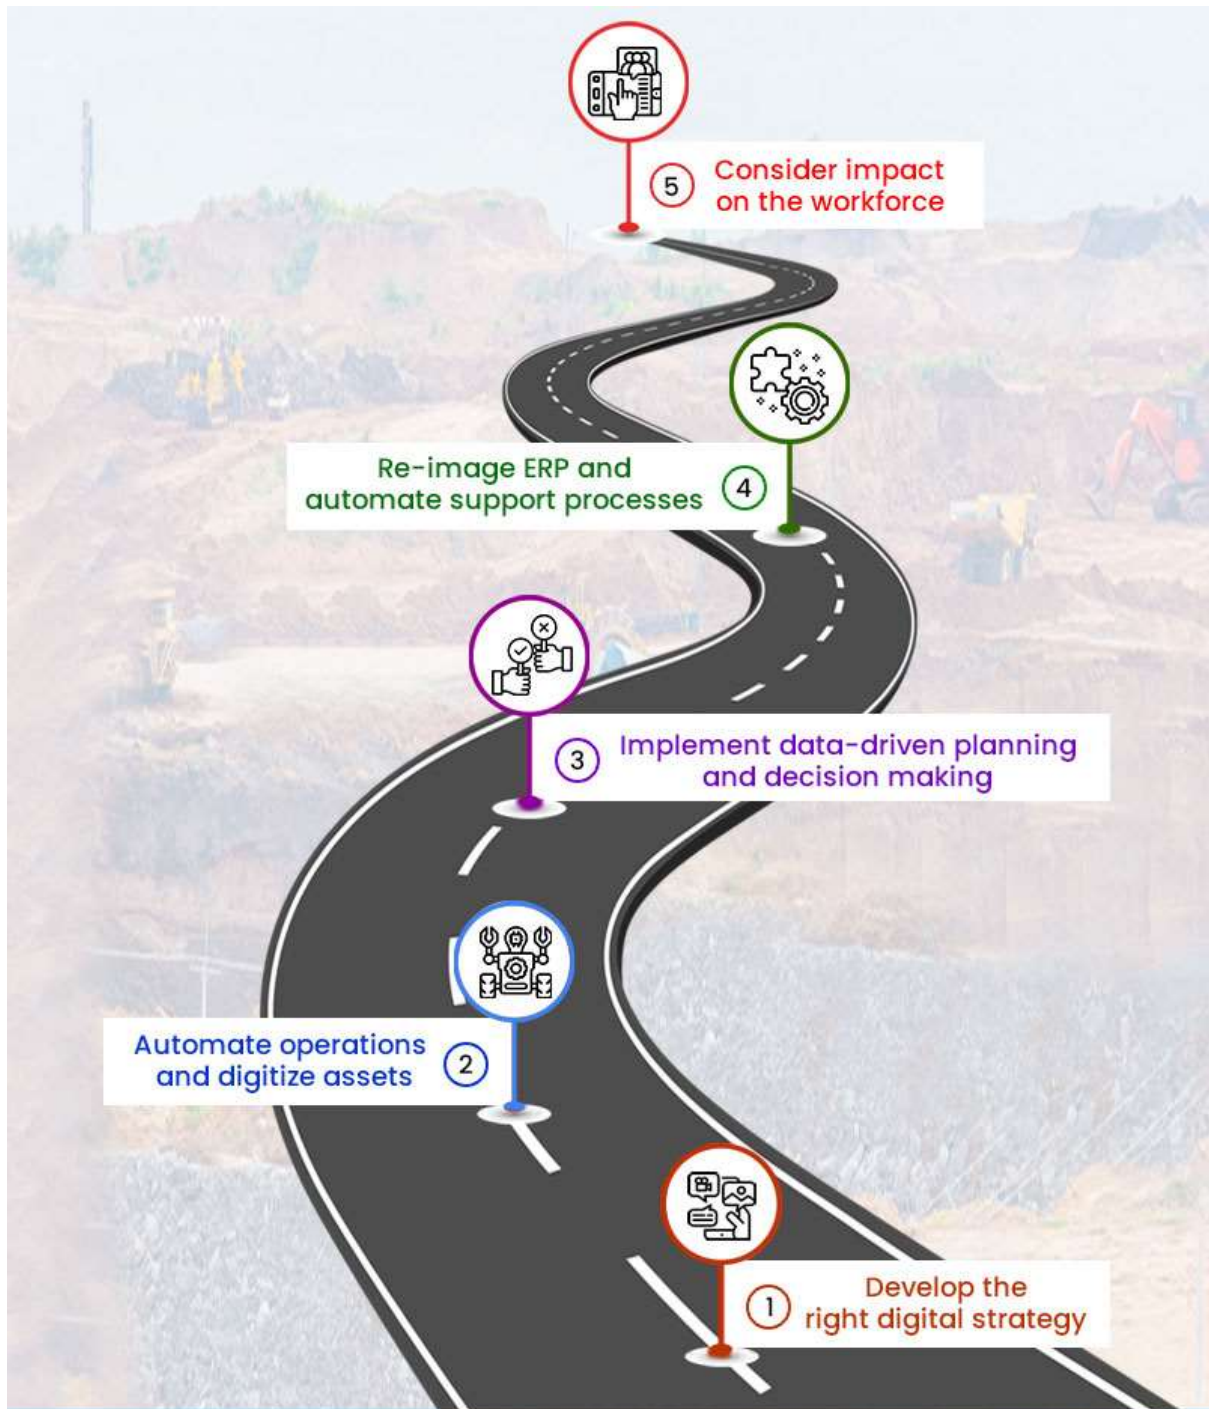 5
Consider impact
on the workforce
Re-image ERP and
automate support processes
4
3
Implement data-driven planning
and decision making
Automate operations
and digitize assets
2
1
Develop the
right digital strategy